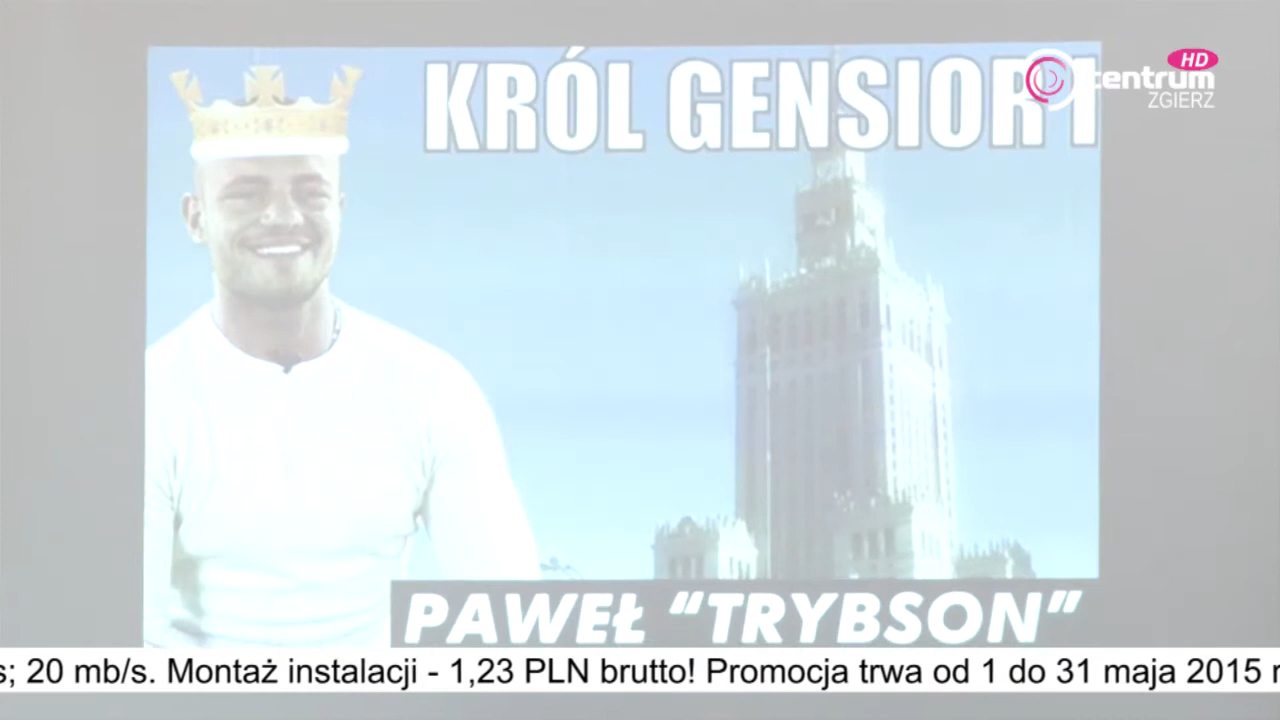 KRÓL GENSIORI
HD
centrum
ZGIERZ
PAWEŁ “TRYBSON”
s; 20 mb/s. Montaż instalacji - 1,23 PLN brutto! Promocja trwa od 1 do 31 maja 2015 r